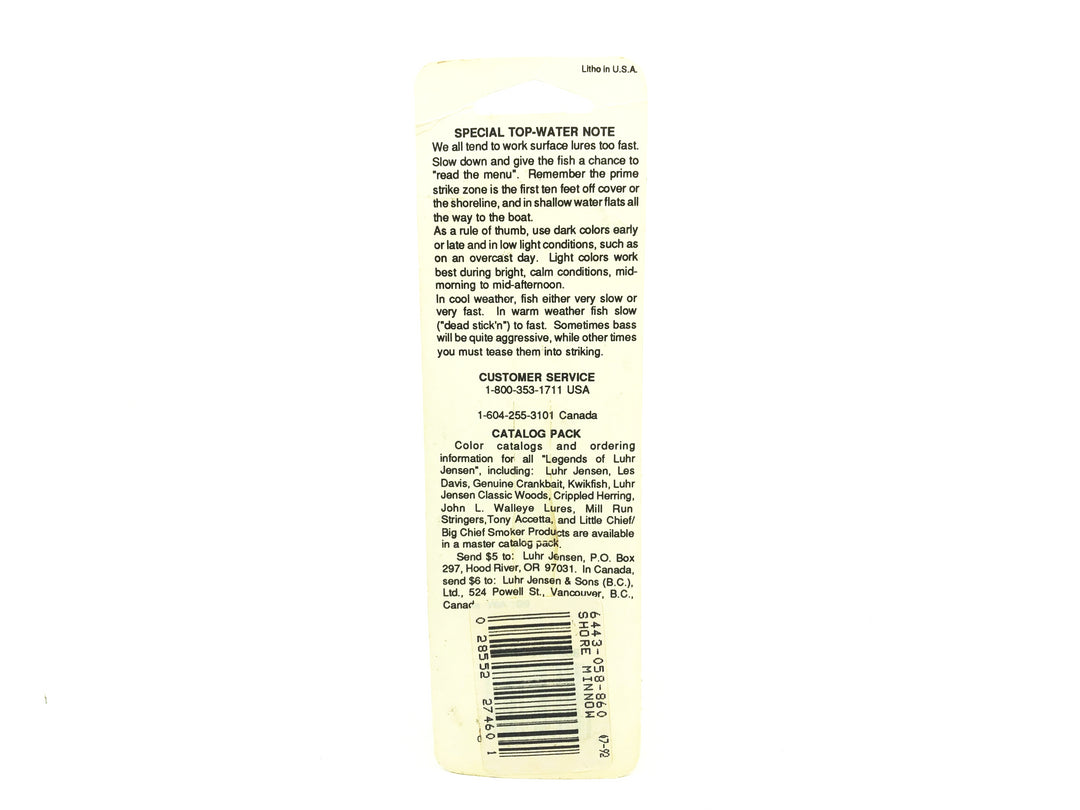 Litho in U.S.A.
SPECIAL TOP-WATER NOTE
We all tend to work surface lures too fast.
Slow down and give the fish a chance to
"read the menu". Remember the prime
strike zone is the first ten feet off cover or
the shoreline, and in shallow water flats all
the way to the boat.
As a rule of thumb, use dark colors early
or late and in low light conditions, such as
on an overcast day. Light colors work
best during bright, calm conditions, mid-
morning to mid-afternoon.
In cool weather, fish either very slow or
very fast. In warm weather fish slow
("dead stick'n") to fast. Sometimes bass
will be quite aggressive, while other times
you must tease them into striking.
CUSTOMER SERVICE
1-800-353-1711 USA
1-604-255-3101 Canada
CATALOG PACK
Color catalogs and ordering
information for all "Legends of Luhr
Jensen", including: Luhr Jensen, Les
Davis, Genuine Crankbait, Kwikfish, Luhr
Jensen Classic Woods, Crippled Herring,
John L. Walleye Lures, Mill Run
Stringers,Tony Accetta, and Little Chief/
Big Chief Smoker Products are available
in a master catalog pack.
Send $5 to: Luhr Jensen, P.O. Box
297, Hood River, OR 97031. In Canada,
send $6 to: Luhr Jensen & Sons (B.C.),
Ltd., 524 Powell St., Vancouver, B.C.,
Canad
6443-058-860 47-92
SHORE MINNOW
0 28552 27460 1